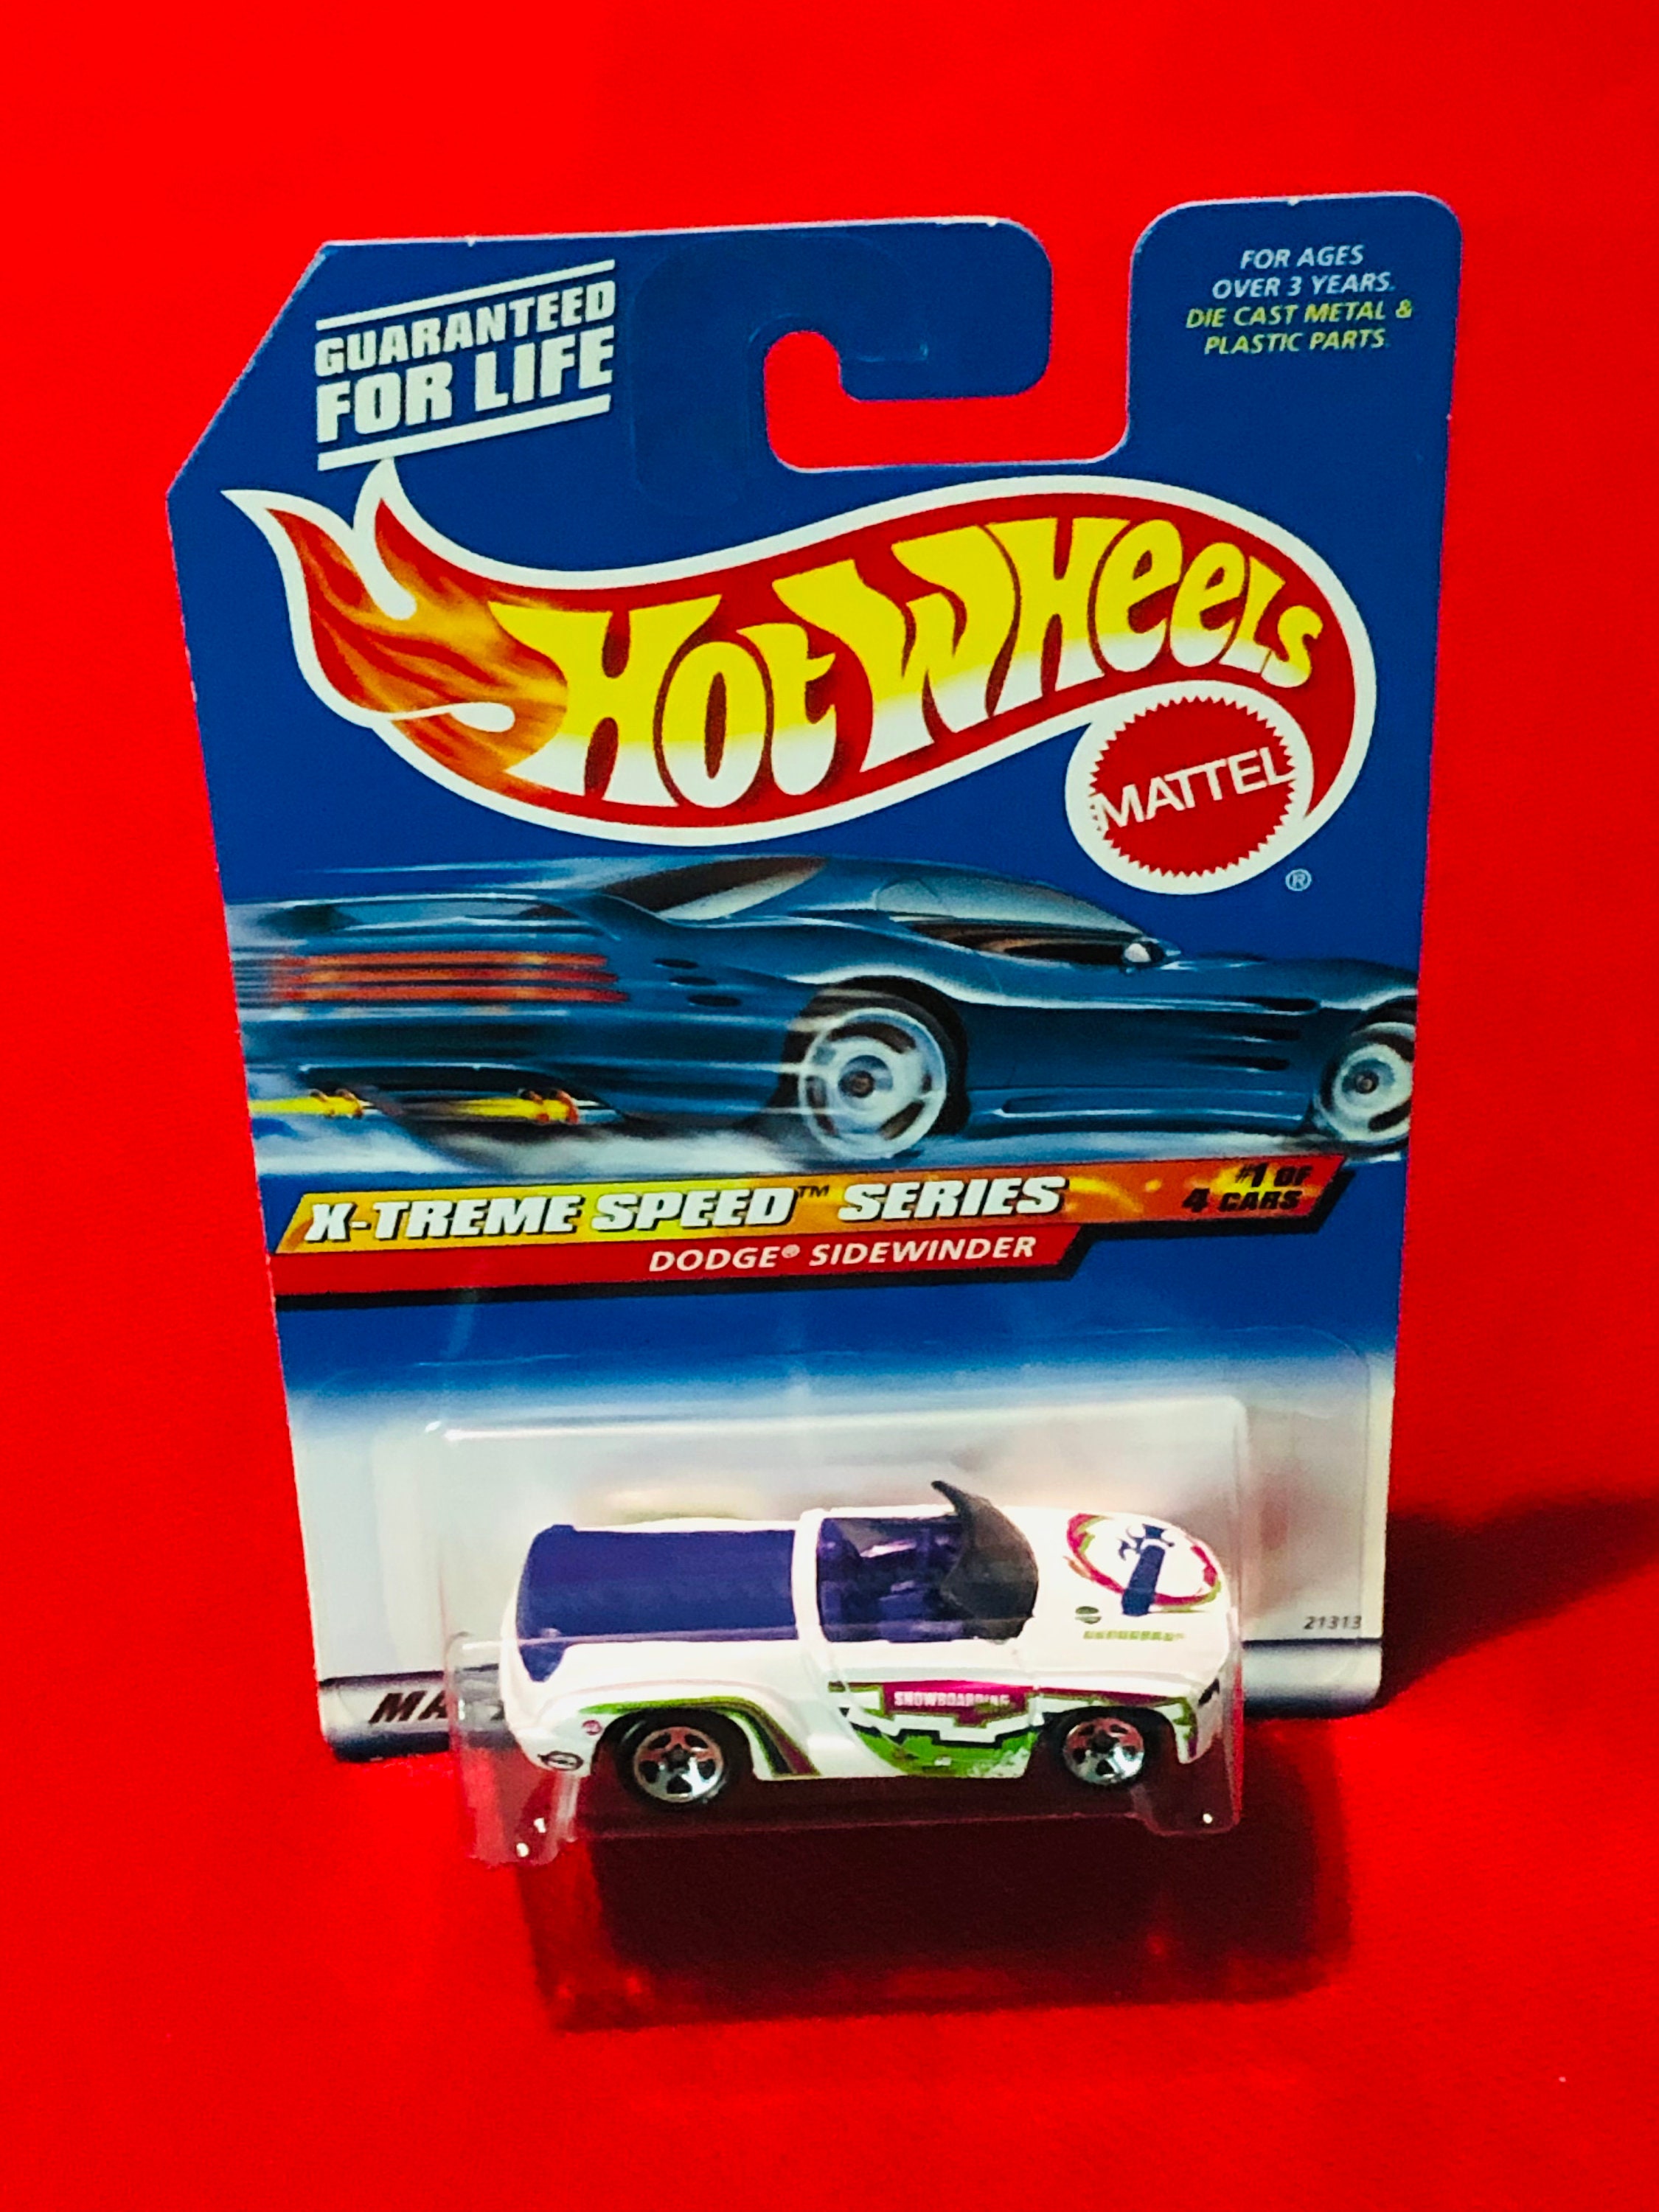 GUARANTEED
FOR LIFE
FOR AGES
OVER 3 YEARS.
DIE CAST METAL &
PLASTIC PARTS.
Hot Wheels
MATTEL
®
X-TREME SPEED™ SERIES
#1 OF
4 CARS
DODGE® SIDEWINDER
21313
SNOWBOARDING